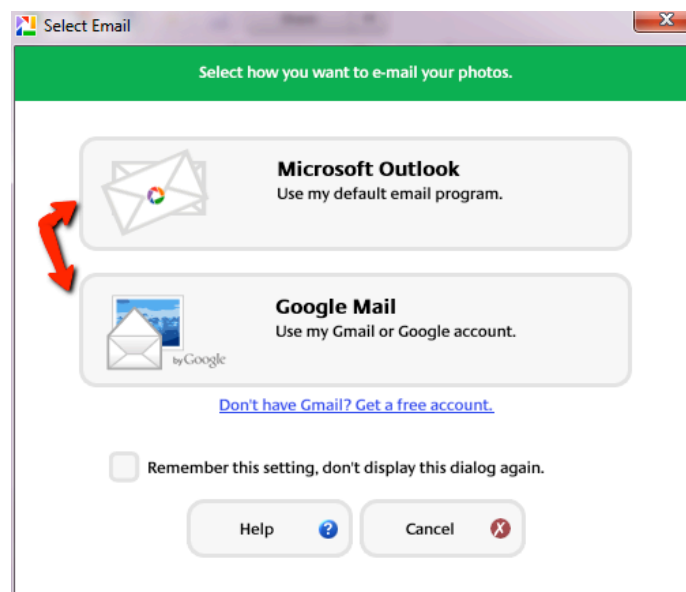 Select Email
Select how you want to e-mail your photos.
Microsoft Outlook
Use my default email program.
Google Mail
Use my Gmail or Google account.
by Google
Don't have Gmail? Get a free account.
Remember this setting, don't display this dialog again.
Help
Cancel